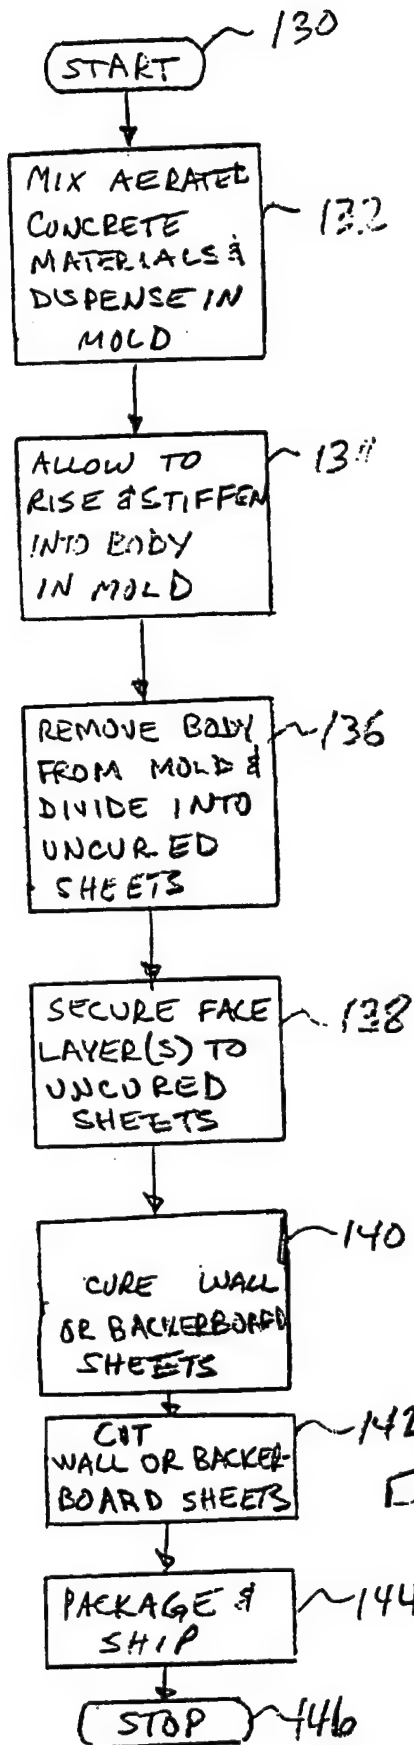 130
START
MIX AERATED
CONCRETE
MATERIALS &
DISPENSE IN
MOLD
132
ALLOW TO
RISE & STIFFEN
INTO BODY
IN MOLD
134
REMOVE BODY
FROM MOLD &
DIVIDE INTO
UNCURED
SHEETS
136
SECURE FACE
LAYER(S) TO
UNCURED
SHEETS
138
CURE WALL
OR BACKERBOARD
SHEETS
140
CUT
WALL OR BACKER-
BOARD SHEETS
142
PACKAGE &
SHIP
144
STOP
146